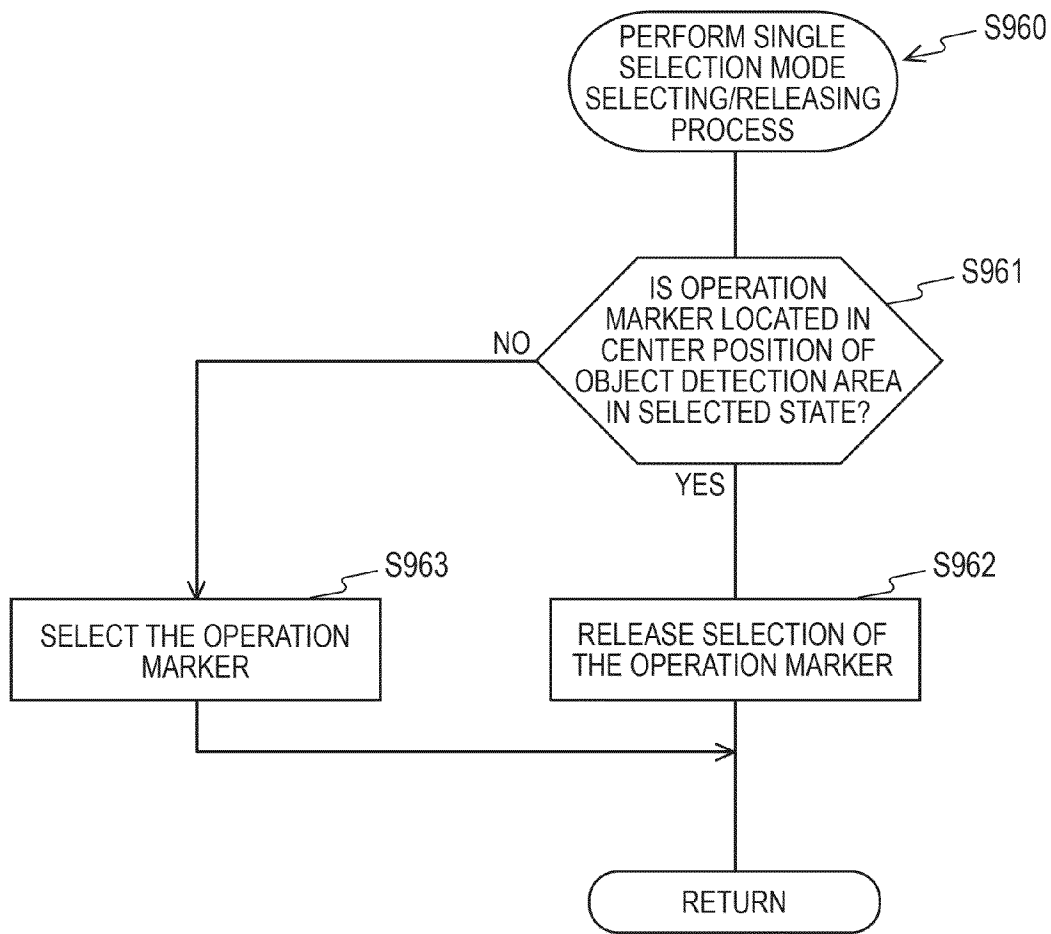 PERFORM SINGLE
SELECTION MODE
SELECTING/RELEASING
PROCESS
S960
IS OPERATION
MARKER LOCATED IN
CENTER POSITION OF
OBJECT DETECTION AREA
IN SELECTED STATE?
S961
NO
YES
S963
SELECT THE OPERATION
MARKER
S962
RELEASE SELECTION OF
THE OPERATION MARKER
RETURN